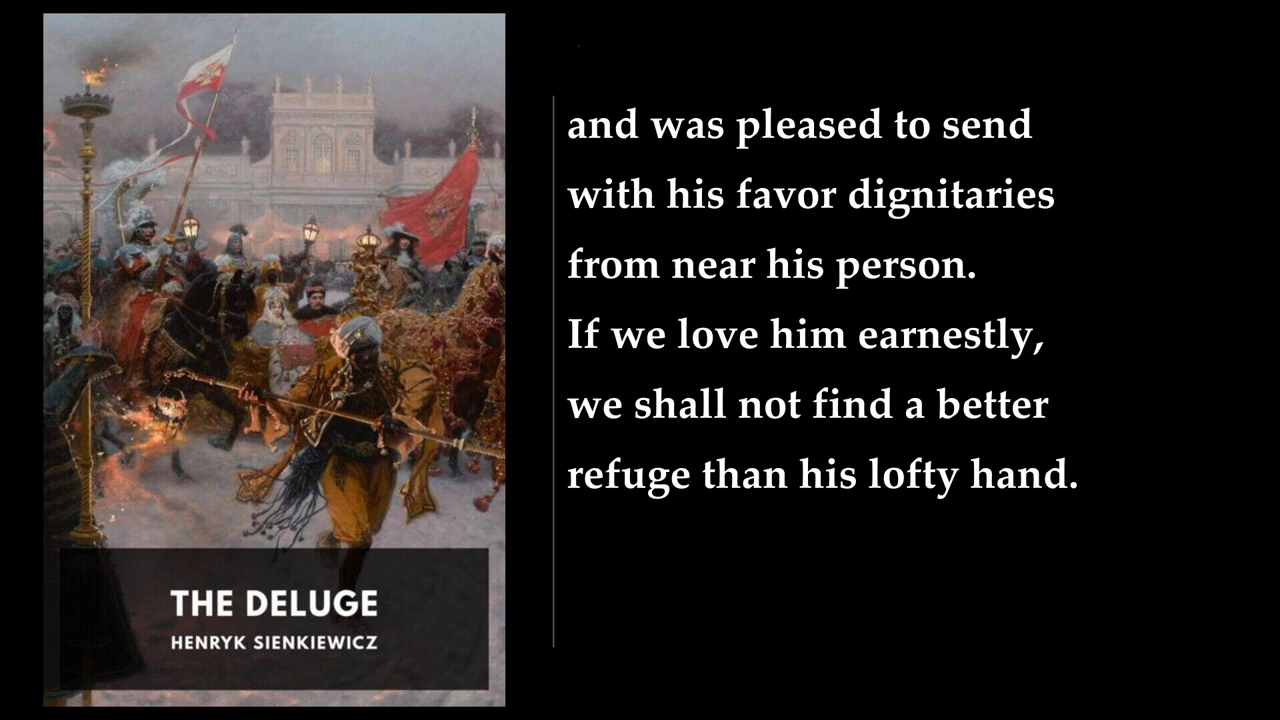 and was pleased to send
with his favor dignitaries
from near his person.
If we love him earnestly,
we shall not find a better
refuge than his lofty hand.
THE DELUGE
HENRYK SIENKIEWICZ